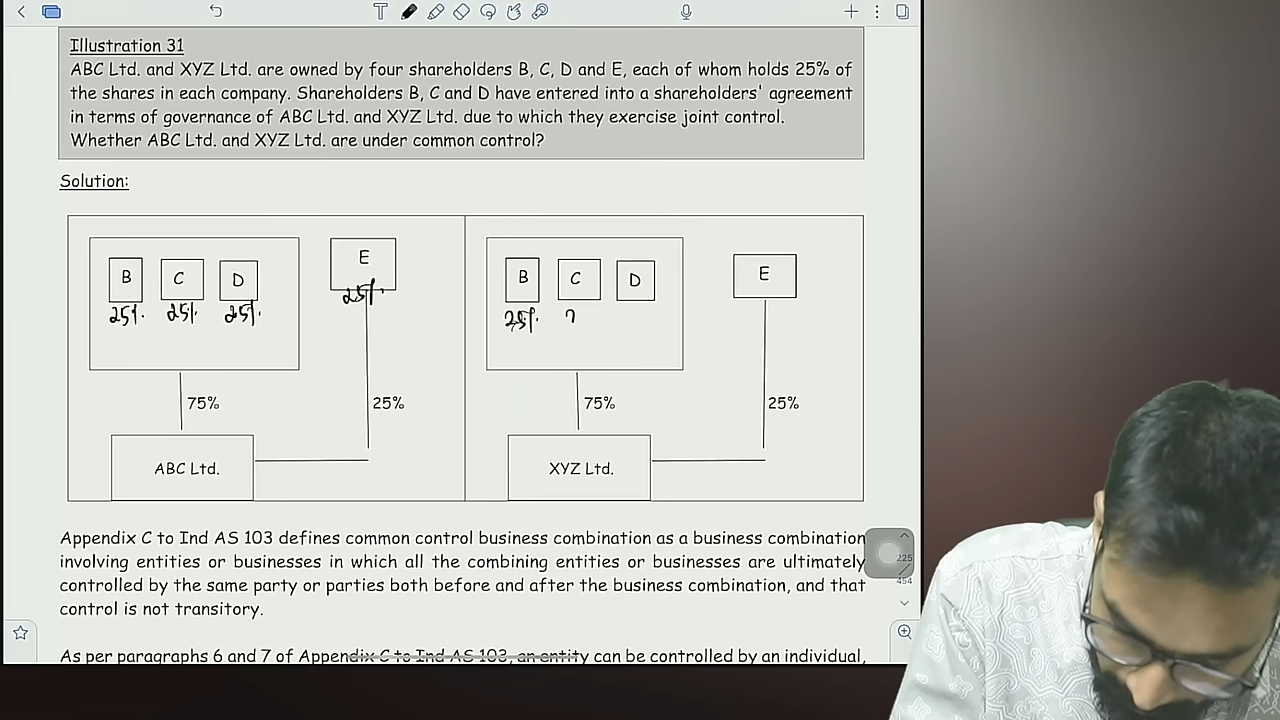 Illustration 31
ABC Ltd. and XYZ Ltd. are owned by four shareholders B, C, D and E, each of whom holds 25% of
the shares in each company. Shareholders B, C and D have entered into a shareholders' agreement
in terms of governance of ABC Ltd. and XYZ Ltd. due to which they exercise joint control.
Whether ABC Ltd. and XYZ Ltd. are under common control?
Solution:
B C D E
25% 25% 25% 25%
75% 25%
ABC Ltd.
B C D E
25% 2
75% 25%
XYZ Ltd.
Appendix C to Ind AS 103 defines common control business combination as a business combination
involving entities or businesses in which all the combining entities or businesses are ultimately
controlled by the same party or parties both before and after the business combination, and that
control is not transitory.
As per paragraphs 6 and 7 of Appendix C to Ind AS 103, an entity can be controlled by an individual,
225
454